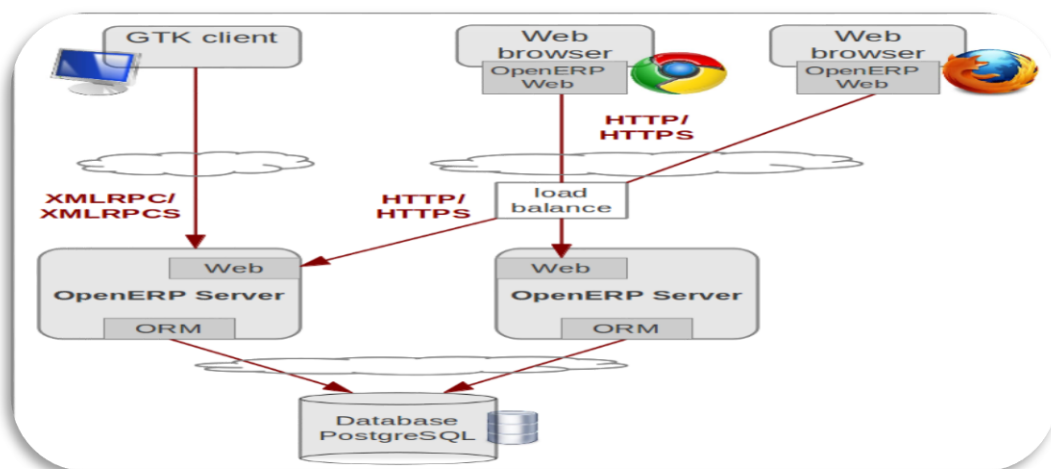 GTK client
Web
browser
OpenERP
Web
Web
browser
OpenERP
Web
HTTP/
HTTPS
XMLRPC/
XMLRPCS
HTTP/
HTTPS
load
balance
Web
OpenERP Server
ORM
Web
OpenERP Server
ORM
Database
PostgreSQL